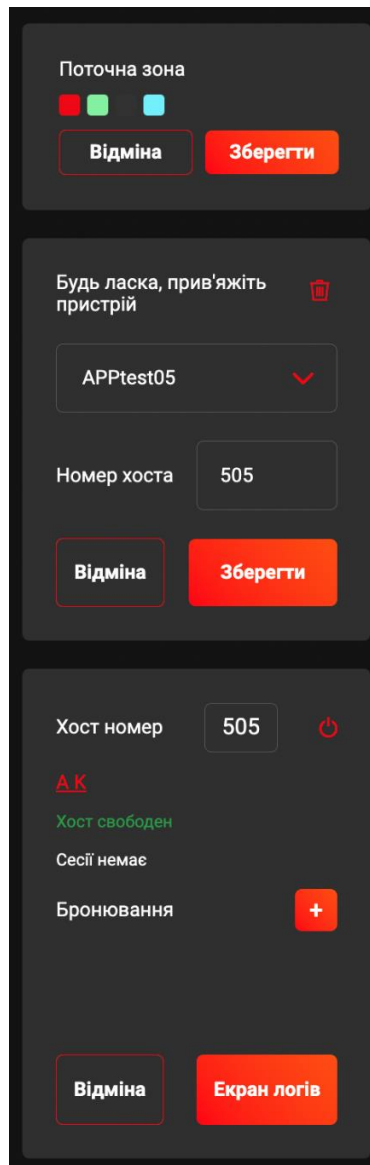 Поточна зона
Відміна Зберегти
Будь ласка, прив'яжіть
пристрій
APPtest05
Номер хоста 505
Відміна Зберегти
Хост номер 505
А К
Хост свободен
Сесії немає
Бронювання +
Відміна Екран логів